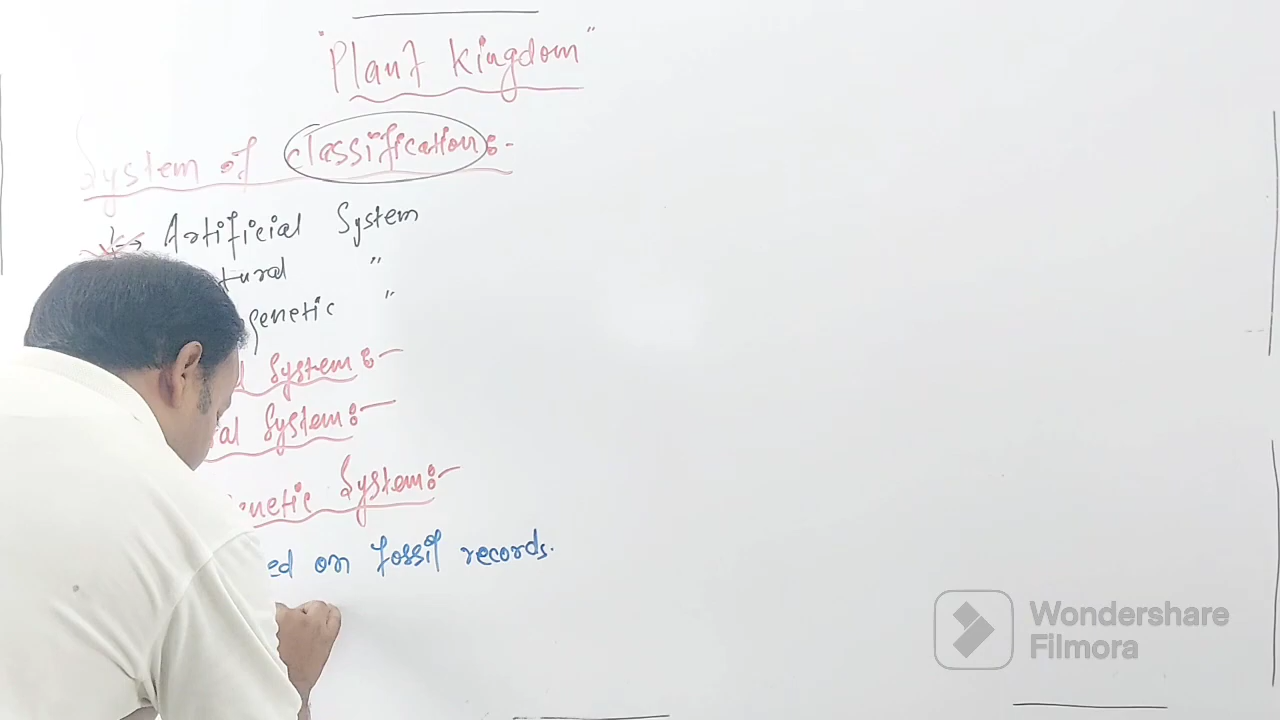 "Plant Kingdom"
System of classification:-
Artificial System
tural "
genetic "
System:-
ral System:-
netic System:-
ed on fossil records.
Wondershare
Filmora